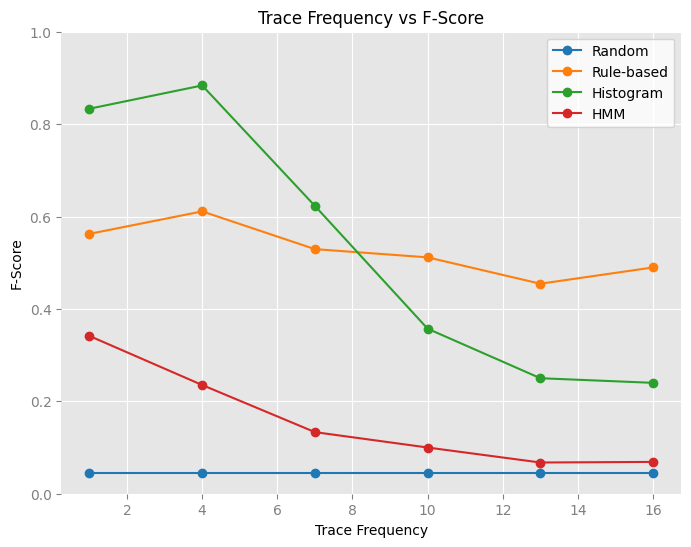 Trace Frequency vs F-Score
Random
Rule-based
Histogram
HMM
F-Score
1.0
0.8
0.6
0.4
0.2
0.0
2 4 6 8 10 12 14 16
Trace Frequency